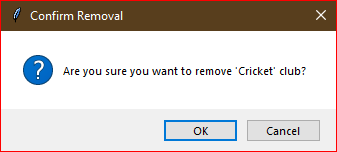 Confirm Removal
Are you sure you want to remove 'Cricket' club?
OK
Cancel